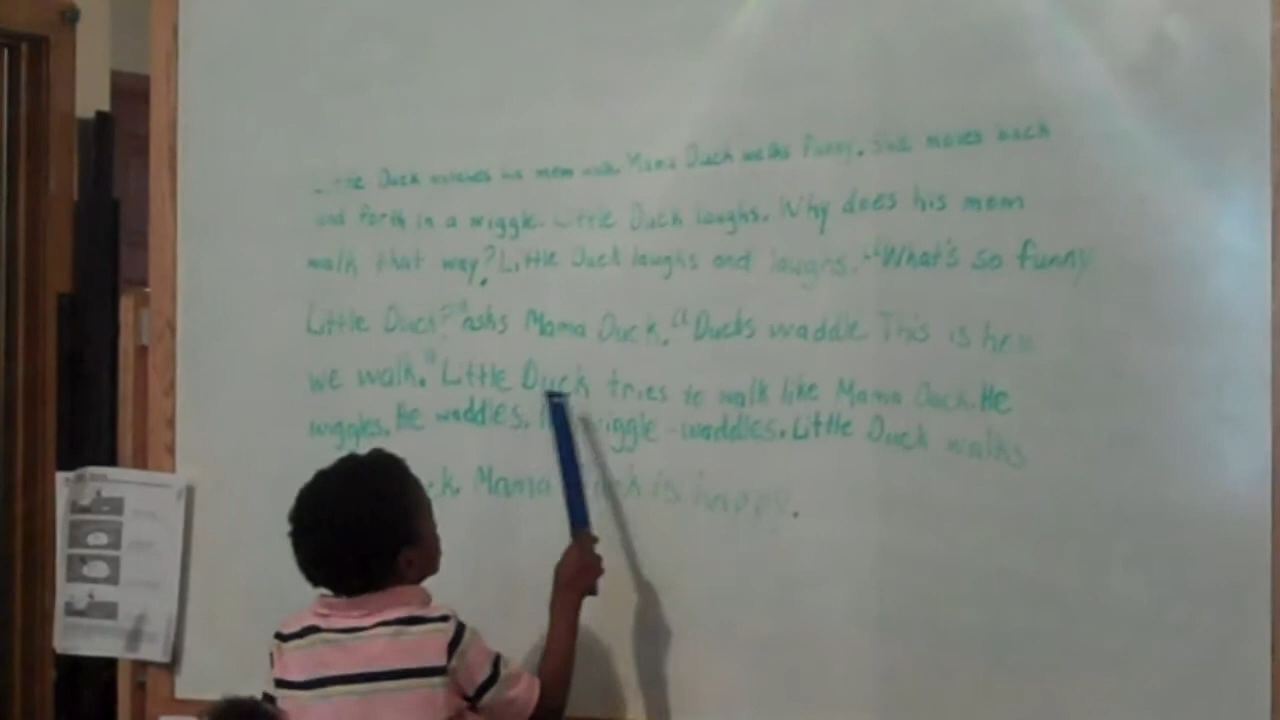 Duck watches his mom walk. Mama Duck walks funny. She moves back
and forth in a wiggle. Little Duck laughs. Why does his mom
walk that way? Little Duck laughs and laughs. "What's so funny
Little Duck?" asks Mama Duck. "Ducks waddle. This is how
we walk." Little Duck tries to walk like Mama Duck. He
wiggles. He waddles. wiggle-waddles. Little Duck walks
Mama is happy.